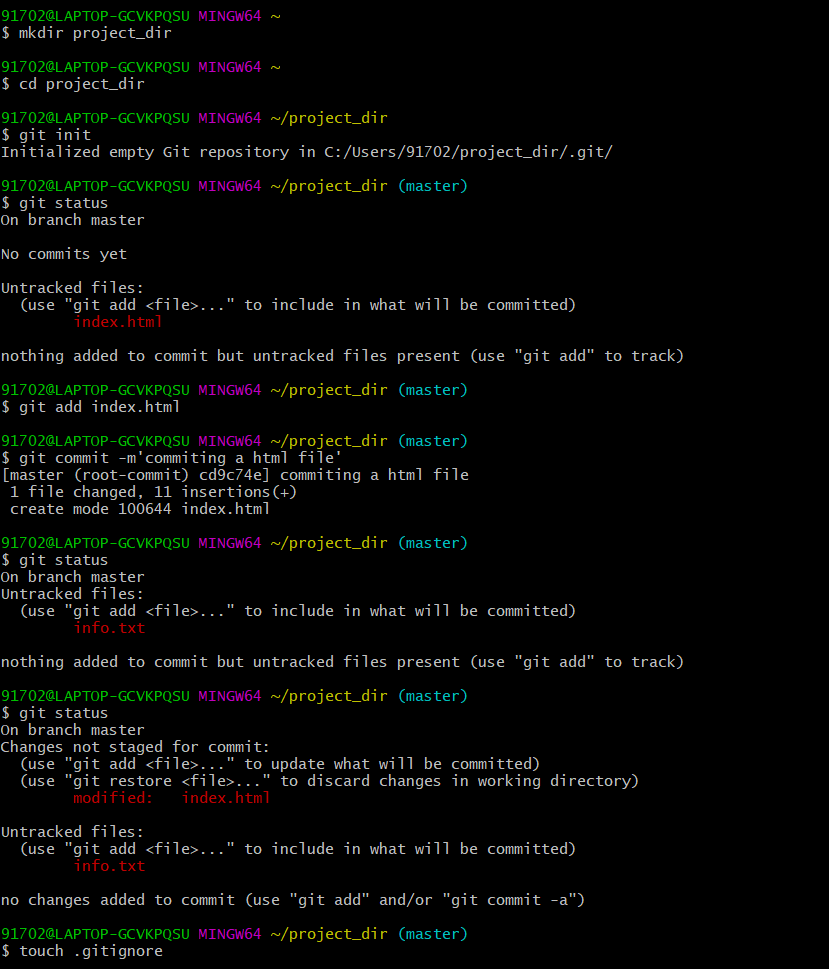 91702@LAPTOP-GCVKPQSU MINGW64 ~
$ mkdir project_dir
91702@LAPTOP-GCVKPQSU MINGW64 ~
$ cd project_dir
91702@LAPTOP-GCVKPQSU MINGW64 ~/project_dir
$ git init
Initialized empty Git repository in C:/Users/91702/project_dir/.git/
91702@LAPTOP-GCVKPQSU MINGW64 ~/project_dir (master)
$ git status
On branch master
No commits yet
Untracked files:
  (use "git add <file>..." to include in what will be committed)
        index.html
nothing added to commit but untracked files present (use "git add" to track)
91702@LAPTOP-GCVKPQSU MINGW64 ~/project_dir (master)
$ git add index.html
91702@LAPTOP-GCVKPQSU MINGW64 ~/project_dir (master)
$ git commit -m'commiting a html file'
[master (root-commit) cd9c74e] commiting a html file
 1 file changed, 11 insertions(+)
 create mode 100644 index.html
91702@LAPTOP-GCVKPQSU MINGW64 ~/project_dir (master)
$ git status
On branch master
Untracked files:
  (use "git add <file>..." to include in what will be committed)
        info.txt
nothing added to commit but untracked files present (use "git add" to track)
91702@LAPTOP-GCVKPQSU MINGW64 ~/project_dir (master)
$ git status
On branch master
Changes not staged for commit:
  (use "git add <file>..." to update what will be committed)
  (use "git restore <file>..." to discard changes in working directory)
        modified:   index.html
Untracked files:
  (use "git add <file>..." to include in what will be committed)
        info.txt
no changes added to commit (use "git add" and/or "git commit -a")
91702@LAPTOP-GCVKPQSU MINGW64 ~/project_dir (master)
$ touch .gitignore